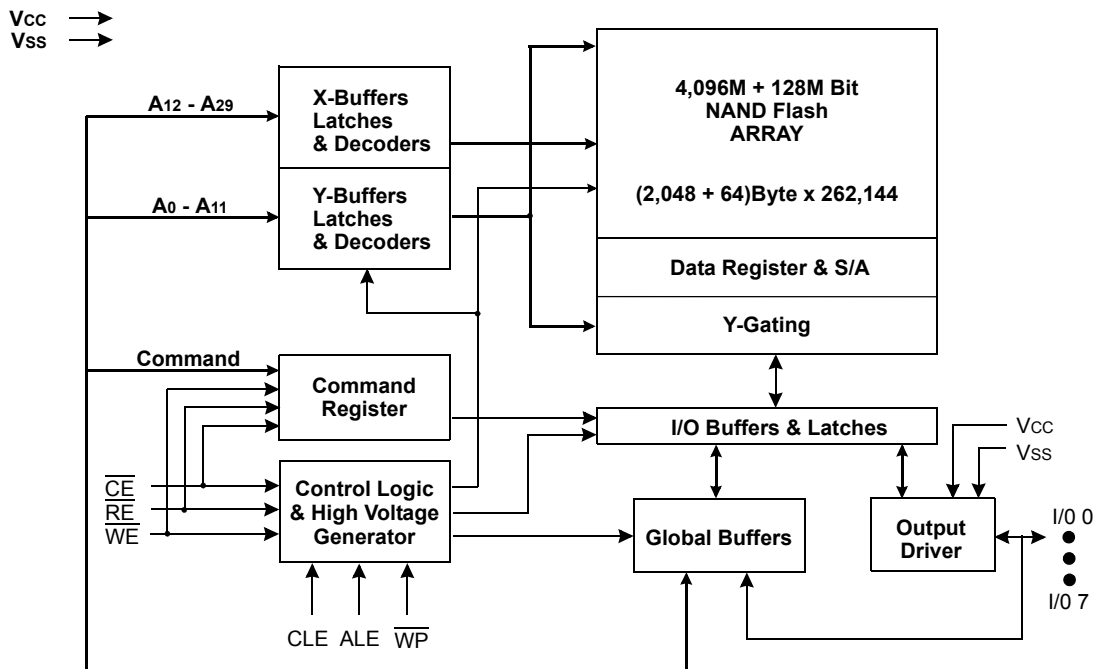 VCC
VSS
A12 - A29
X-Buffers
Latches
& Decoders
4,096M + 128M Bit
NAND Flash
ARRAY
(2,048 + 64)Byte x 262,144
A0 - A11
Y-Buffers
Latches
& Decoders
Data Register & S/A
Y-Gating
Command
Command
Register
I/O Buffers & Latches
VCC
VSS
CE
RE
WE
Control Logic
& High Voltage
Generator
Global Buffers
Output
Driver
I/0 0
I/0 7
CLE
ALE
WP